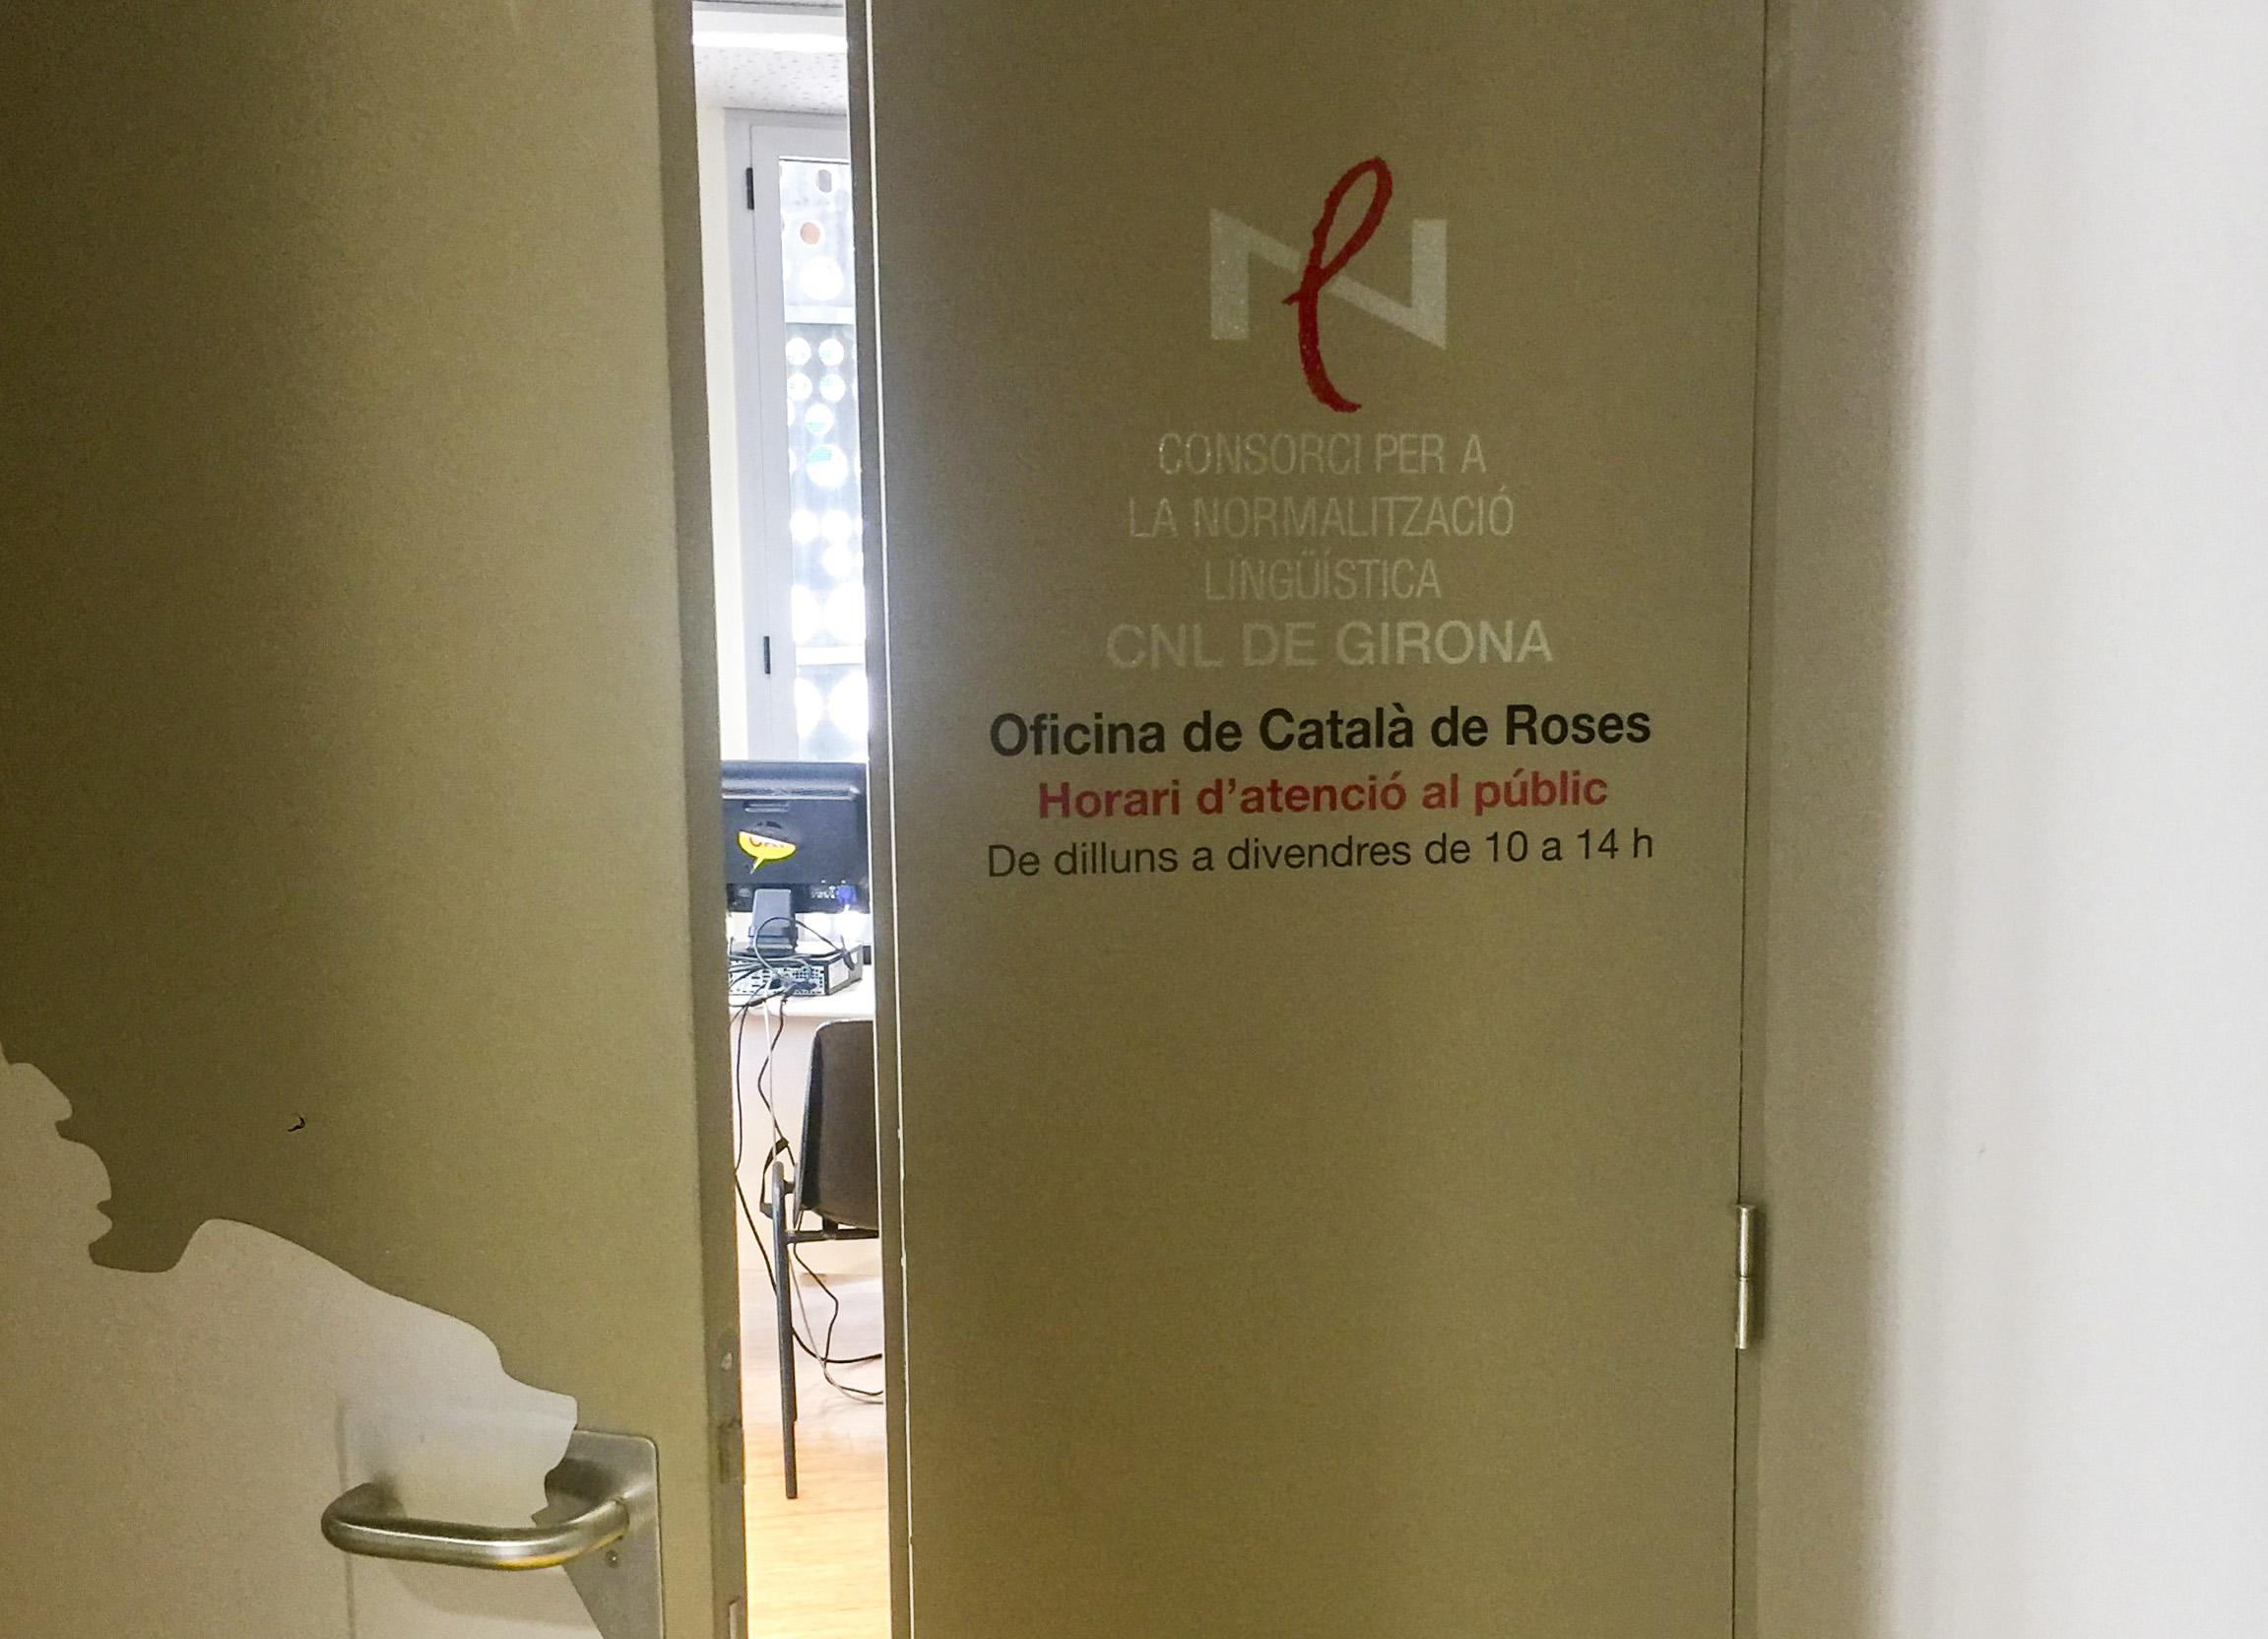 CONSORCI PER A
LA NORMALITZACIÓ
LINGÜÍSTICA
CNL DE GIRONA
Oficina de Català de Roses
Horari d'atenció al públic
De dilluns a divendres de 10 a 14 h